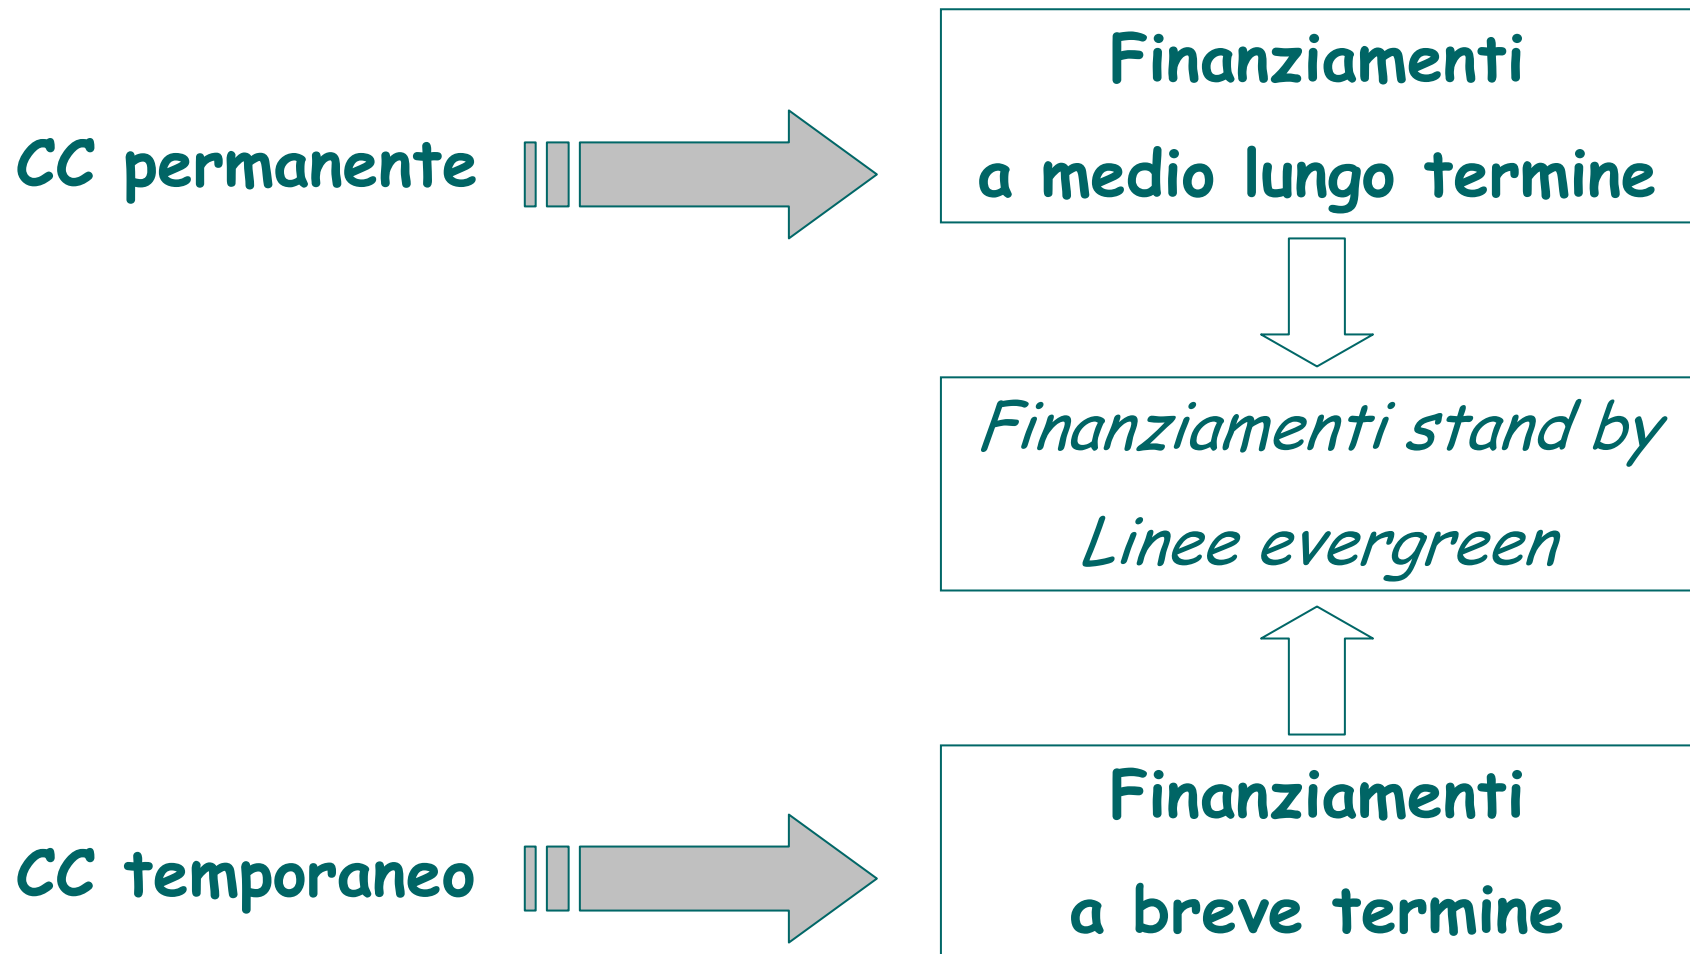 Finanziamenti
CC permanente
a medio lungo termine
Finanziamenti stand by
Linee evergreen
Finanziamenti
CC temporaneo
a breve termine